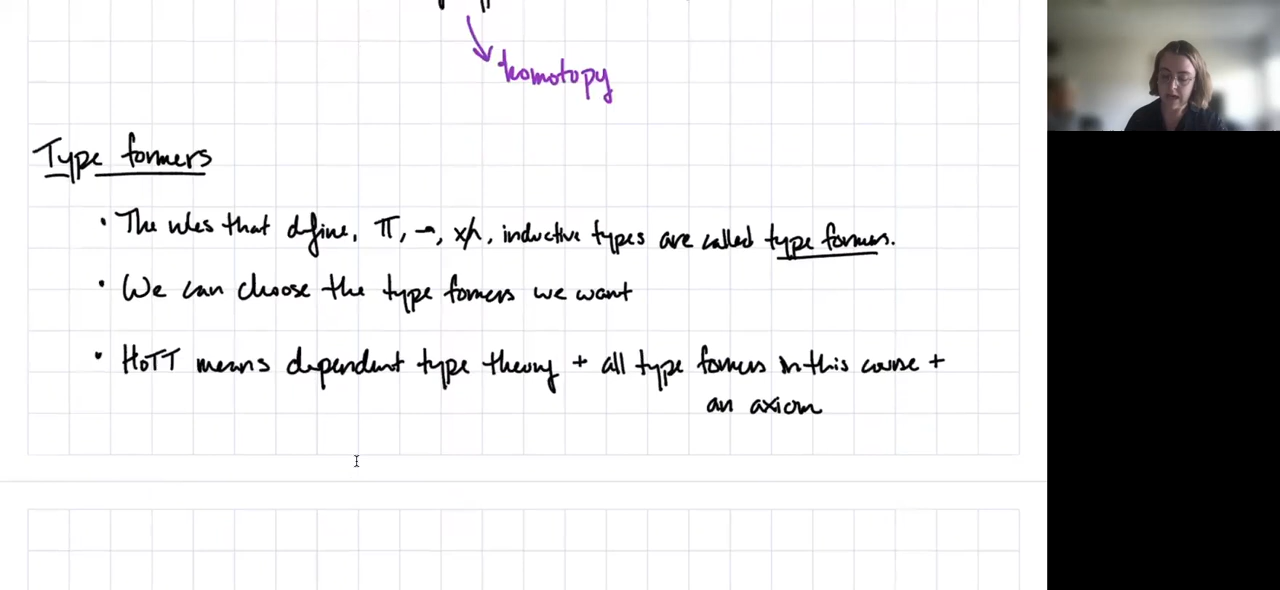 homotopy
Type formers
• The rules that define, Π, →, ×/∧, inductive types are called type formers.
• We can choose the type formers we want
• HoTT means dependent type theory + all type formers in this course +
an axiom